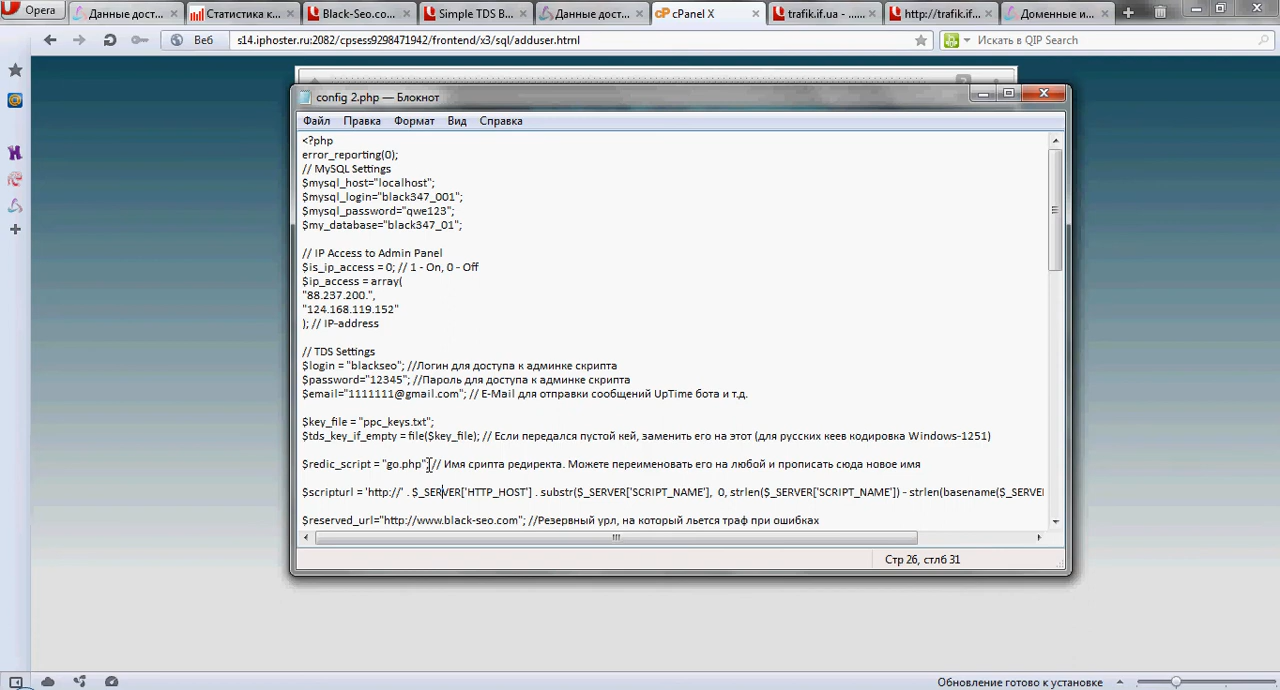 Opera
Данные дост...
Статистика к...
Black-Seo.co...
Simple TDS B...
Данные дост...
cPanel X
trafik.if.ua - ......
http://trafik.if...
Доменные и...
Веб
s14.iphoster.ru:2082/cpsess9298471942/frontend/x3/sql/adduser.html
Искать в QIP Search
config 2.php — Блокнот
Файл Правка Формат Вид Справка
<?php
error_reporting(0);
// MySQL Settings
$mysql_host="localhost";
$mysql_login="black347_001";
$mysql_password="qwe123";
$my_database="black347_01";
// IP Access to Admin Panel
$is_ip_access = 0; // 1 - On, 0 - Off
$ip_access = array(
"88.237.200.",
"124.168.119.152"
); // IP-address
// TDS Settings
$login = "blackseo"; //Логин для доступа к админке скрипта
$password="12345"; //Пароль для доступа к админке скрипта
$email="1111111@gmail.com"; // E-Mail для отправки сообщений UpTime бота и т.д.
$key_file = "ppc_keys.txt";
$tds_key_if_empty = file($key_file); // Если передался пустой кей, заменить его на этот (для русских кеев кодировка Windows-1251)
$redic_script = "go.php"; // Имя срипта редиректа. Можете переименовать его на любой и прописать сюда новое имя
$scripturl = 'http://' . $_SERVER['HTTP_HOST'] . substr($_SERVER['SCRIPT_NAME'], 0, strlen($_SERVER['SCRIPT_NAME']) - strlen(basename($_SERVER
$reserved_url="http://www.black-seo.com"; //Резервный урл, на который льется траф при ошибках
Стр 26, стлб 31
Обновление готово к установке